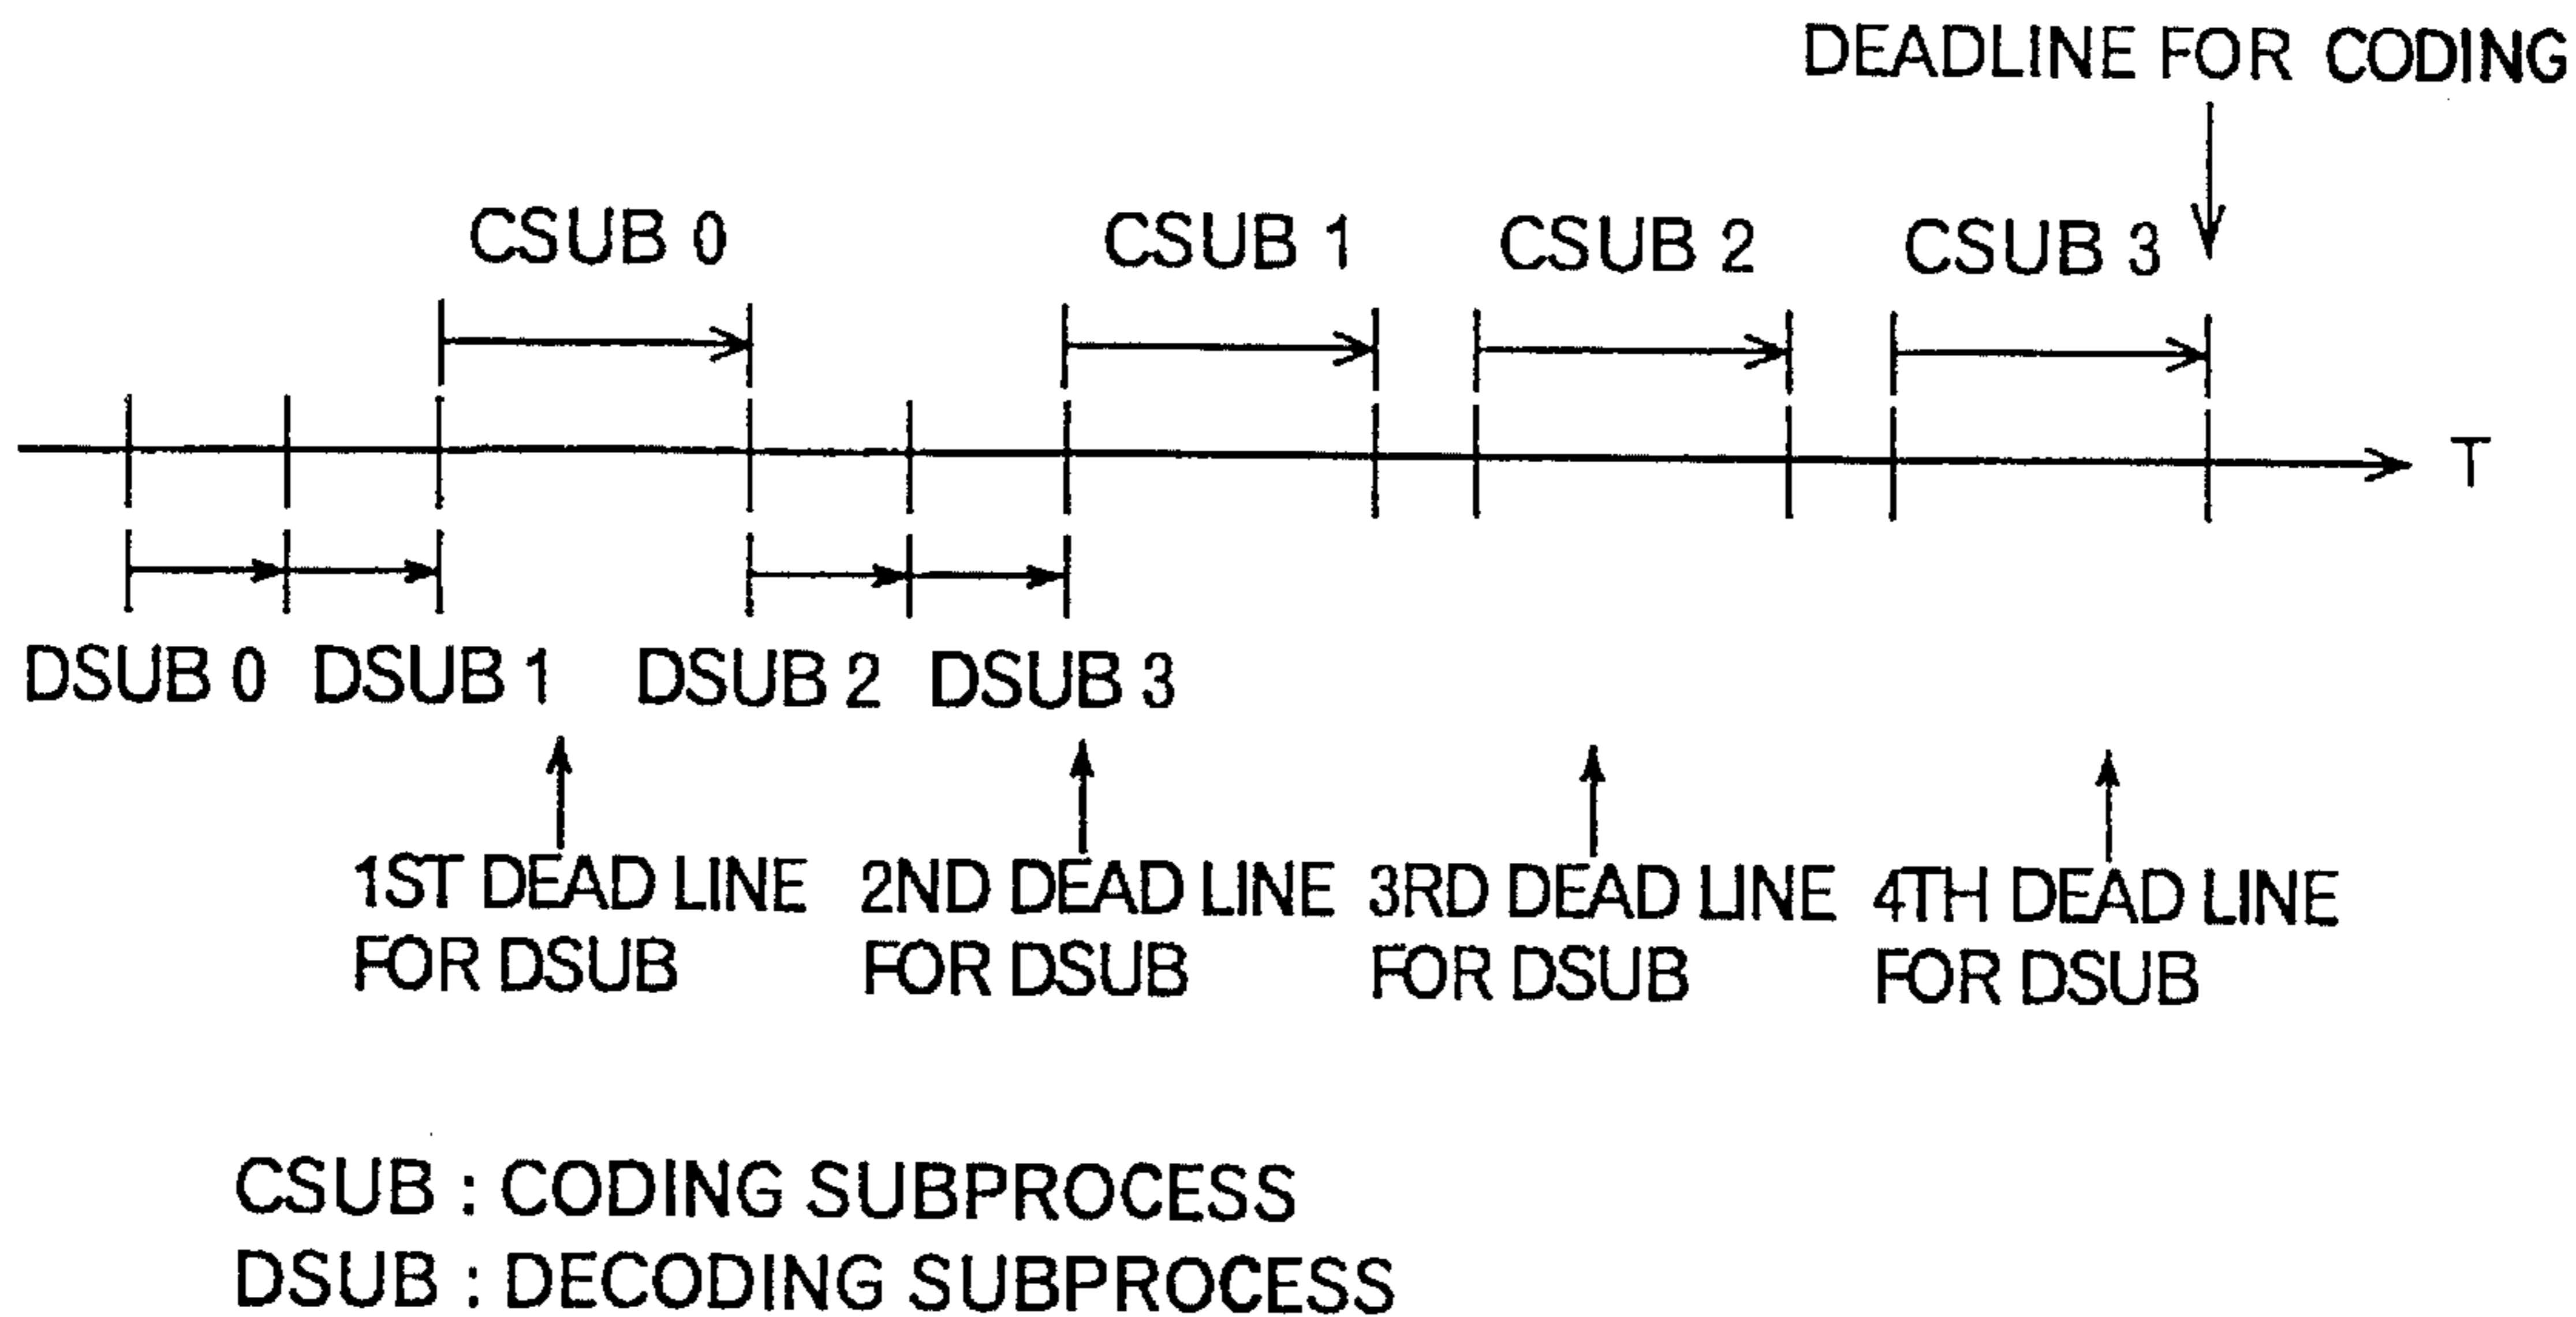 DEADLINE FOR CODING
CSUB 0 CSUB 1 CSUB 2 CSUB 3
T
DSUB 0 DSUB 1 DSUB 2 DSUB 3
1ST DEAD LINE FOR DSUB
2ND DEAD LINE FOR DSUB
3RD DEAD LINE FOR DSUB
4TH DEAD LINE FOR DSUB
CSUB : CODING SUBPROCESS
DSUB : DECODING SUBPROCESS